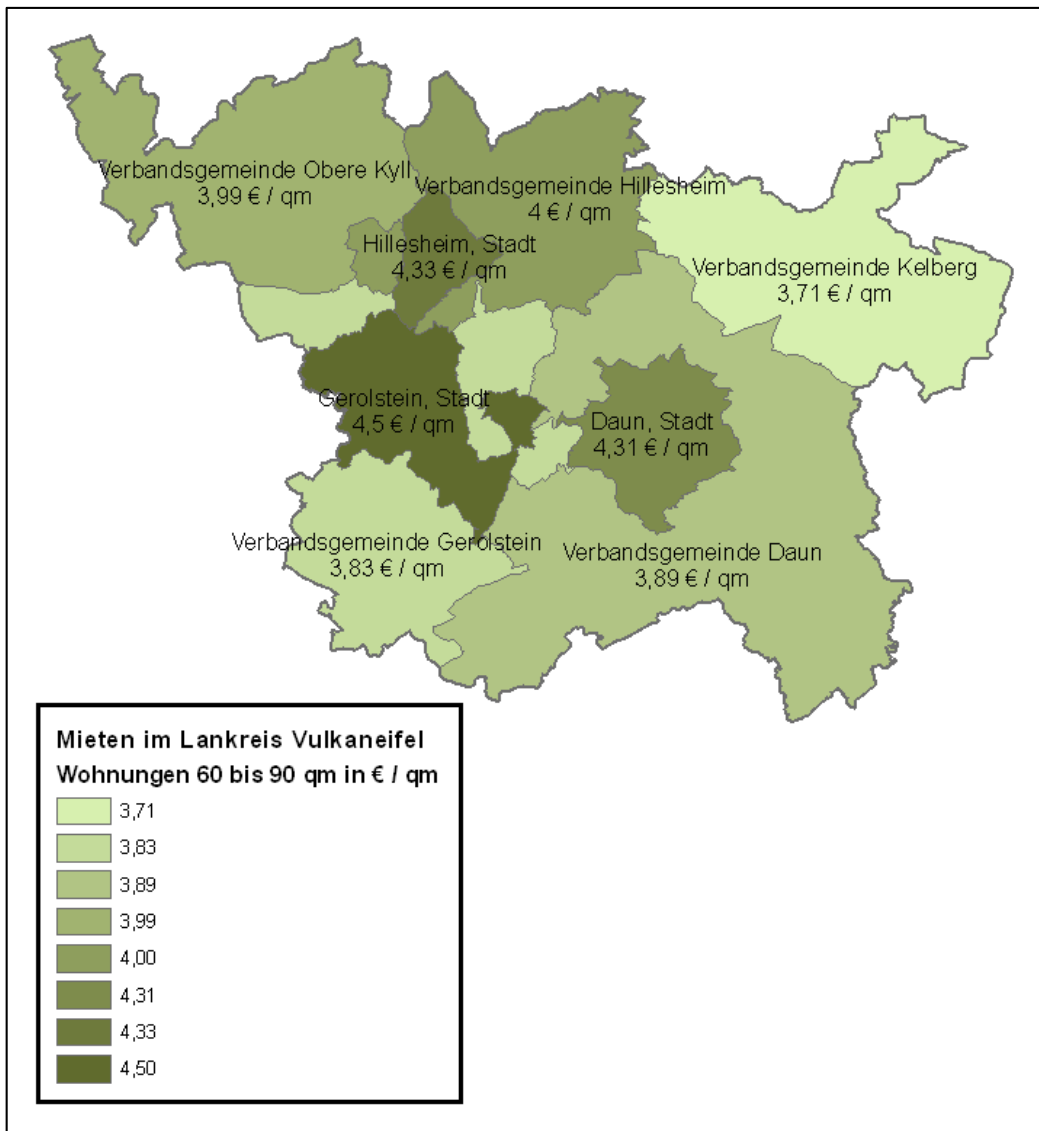 Verbandsgemeinde Obere Kyll
3,99 € / qm
Verbandsgemeinde Hillesheim
4 € / qm
Hillesheim, Stadt
4,33 € / qm
Verbandsgemeinde Kelberg
3,71 € / qm
Gerolstein, Stadt
4,5 € / qm
Daun, Stadt
4,31 € / qm
Verbandsgemeinde Gerolstein
3,83 € / qm
Verbandsgemeinde Daun
3,89 € / qm
Mieten im Lankreis Vulkaneifel
Wohnungen 60 bis 90 qm in € / qm
3,71
3,83
3,89
3,99
4,00
4,31
4,33
4,50